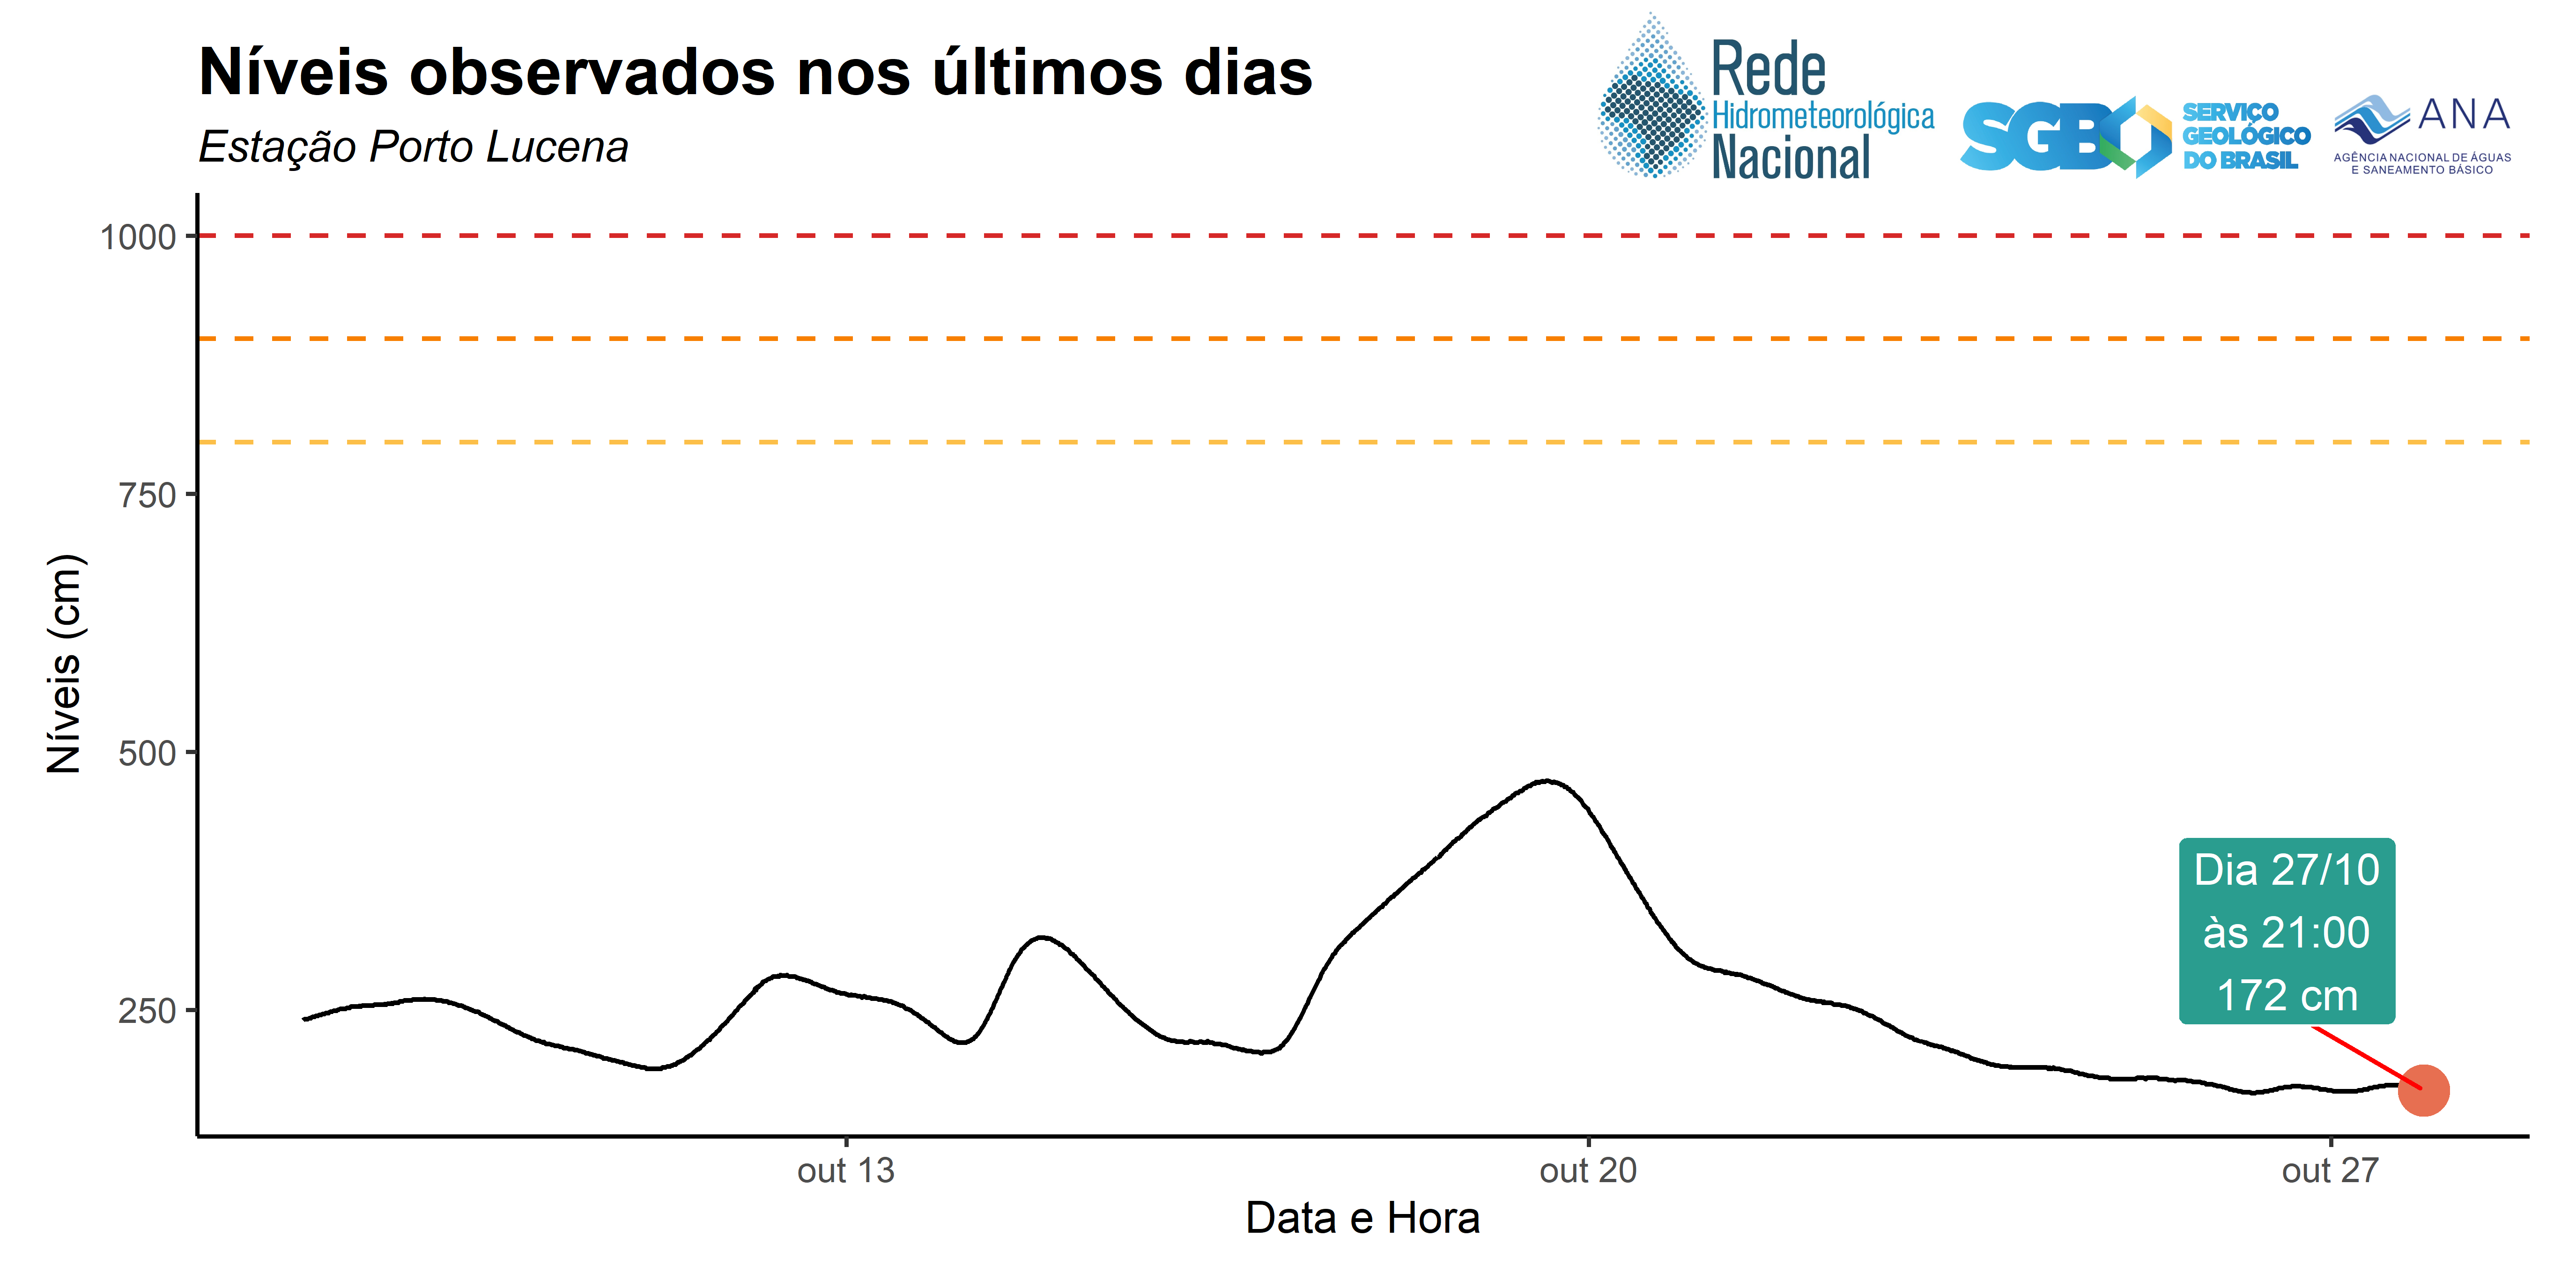 Níveis observados nos últimos dias
Estação Porto Lucena
Rede
Hidrometeorológica
Nacional
SGB
SERVIÇO
GEOLÓGICO
DO BRASIL
ANA
AGÊNCIA NACIONAL DE ÁGUAS
E SANEAMENTO BÁSICO
1000
750
500
250
Níveis (cm)
Dia 27/10
às 21:00
172 cm
out 13
out 20
out 27
Data e Hora